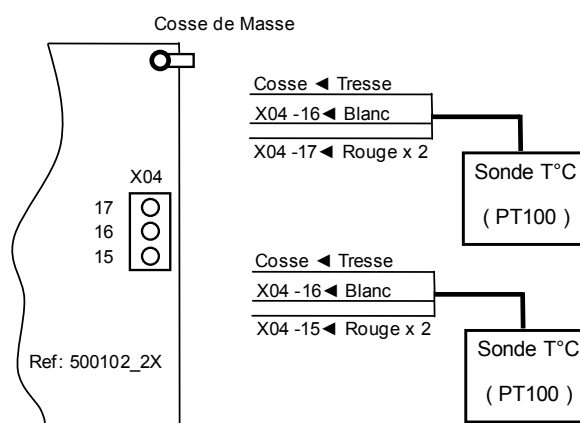 Cosse de Masse
X04
17
16
15
Ref: 500102_2X
Cosse ◄ Tresse
X04 -16◄ Blanc
X04 -17◄ Rouge x 2
Sonde T°C
( PT100 )
Cosse ◄ Tresse
X04 -16◄ Blanc
X04 -15◄ Rouge x 2
Sonde T°C
( PT100 )